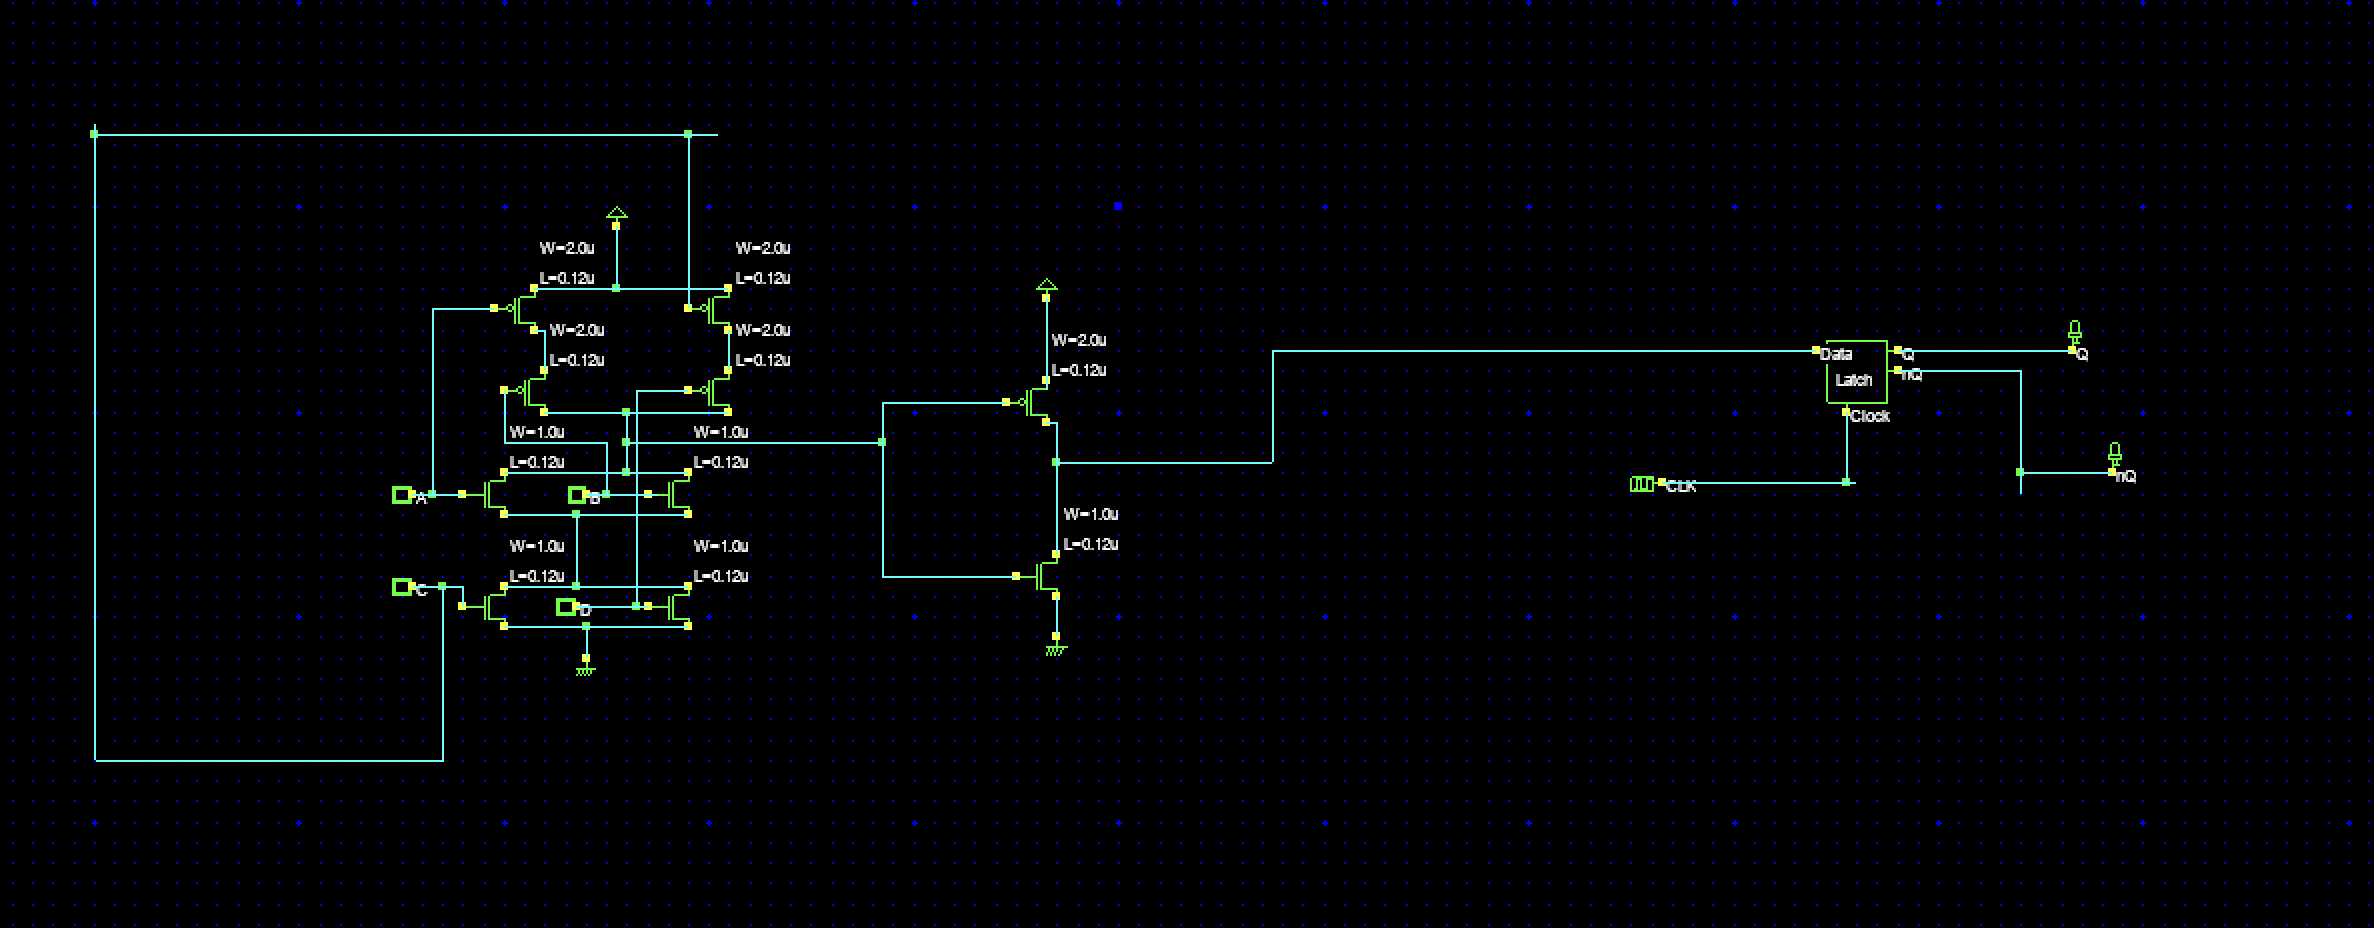 W=2.0u
L=0.12u
W=2.0u
L=0.12u
W=2.0u
L=0.12u
W=2.0u
L=0.12u
W=1.0u
L=0.12u
W=1.0u
L=0.12u
A
B
W=1.0u
L=0.12u
W=1.0u
L=0.12u
C
D
W=2.0u
L=0.12u
W=1.0u
L=0.12u
Data
Q
nQ
Latch
Clock
CLK
Q
nQ